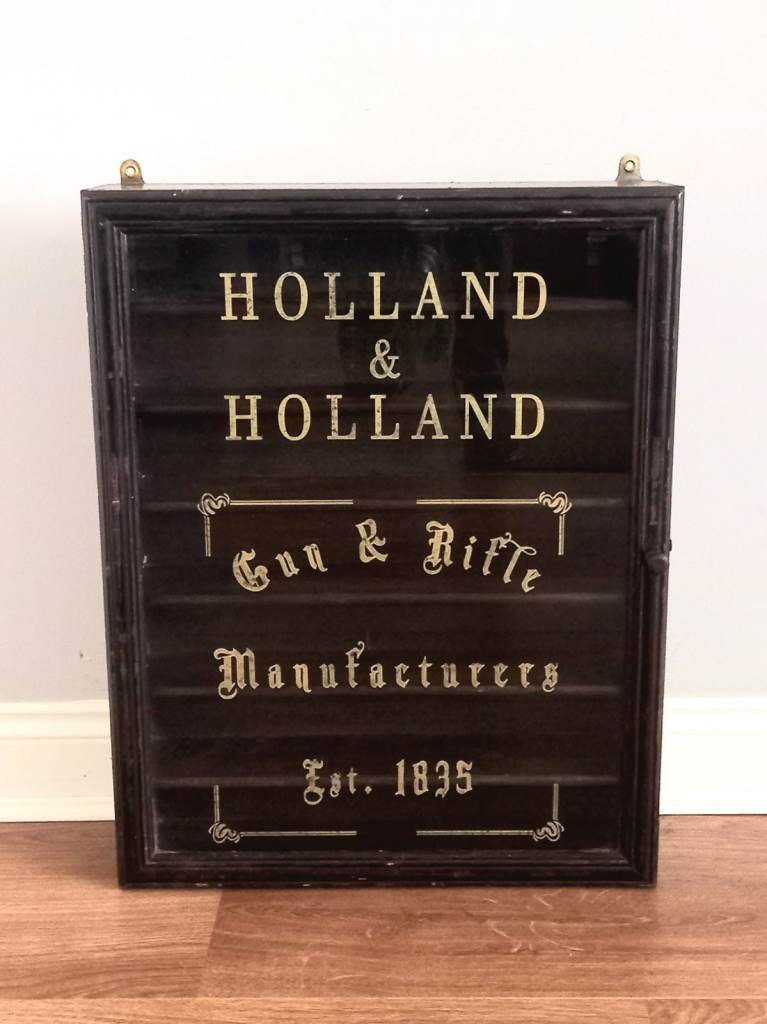 HOLLAND
&
HOLLAND
Gun & Rifle
Manufacturers
Est. 1835